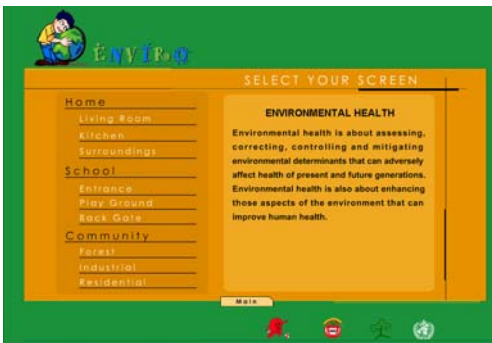 ENVIRO
SELECT YOUR SCREEN
Home
Living Room
Kitchen
Surroundings
School
Entrance
Play Ground
Back Gate
Community
Forest
Industrial
Residential
ENVIRONMENTAL HEALTH
Environmental health is about assessing,
correcting, controlling and mitigating
environmental determinants that can adversely
affect health of present and future generations.
Environmental health is also about enhancing
those aspects of the environment that can
improve human health.
Main